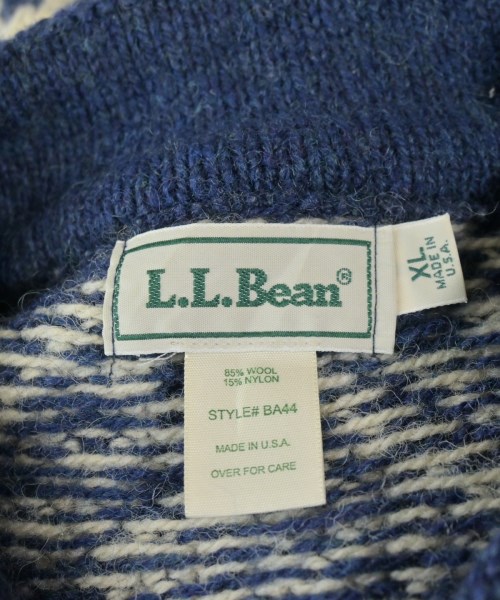 L.L.Bean®
XL
MADE IN
U.S.A.
85% WOOL
15% NYLON
STYLE# BA44
MADE IN U.S.A.
OVER FOR CARE